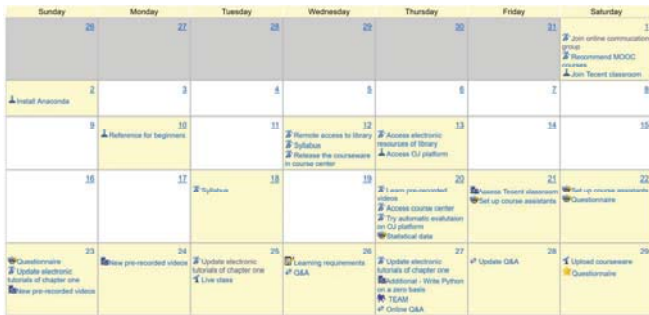 Sunday Monday Tuesday Wednesday Thursday Friday Saturday
26 27 28 29 30 31 1
Join online commucation
group
Recommend MOOC
courses
Join Tecent classroom
2 3 4 5 6 7 8
Install Anaconda
9 10 11 12 13 14 15
Reference for beginners
Remote access to library
Syllabus
Release the courseware
in course center
Access electronic
resources of library
Access OJ platform
16 17 18 19 20 21 22
Syllabus
Learn pre-recorded
videos
Access course center
Try automatic evalutaion
on OJ platform
Statistical data
Assess Tecent classroom
Set up course assistants
Set up course assistants
Questionnaire
23 24 25 26 27 28 29
Questionnaire
Update electronic
tutorials of chapter one
New pre-recorded videos
New pre-recorded videos
Update electronic
tutorials of chapter one
Live class
Learning requirements
Q&A
Update electronic
tutorials of chapter one
Additional - Write Python
on a zero basis
TEAM
Online Q&A
Update Q&A
Upload courseware
Questionnaire